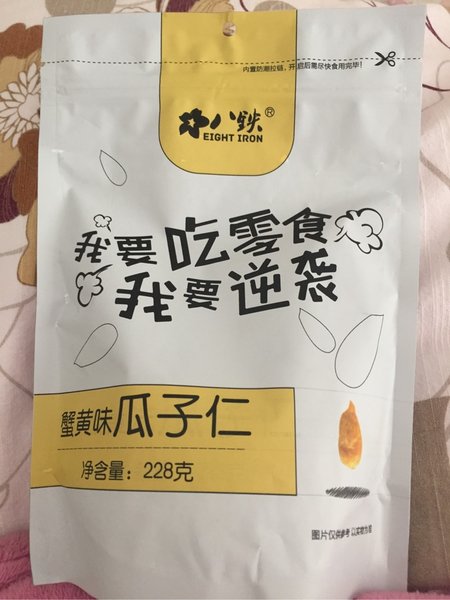 内置防潮拉链，开启后需尽快食用完毕！
小八鉄®
EIGHT IRON
我要吃零食
我要逆袭
蟹黄味瓜子仁
净含量：228克
图片仅供参考 以实物为准